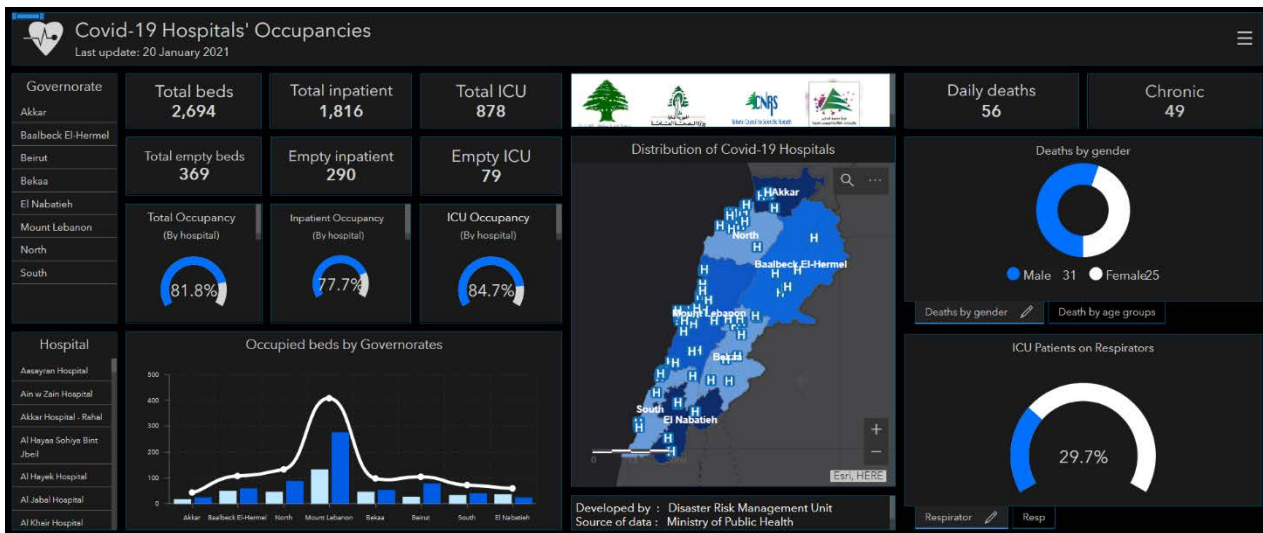 Covid-19 Hospitals' Occupancies
Last update: 20 January 2021
Governorate
Akkar
Baalbeck El-Hermel
Beirut
Bekaa
El Nabatieh
Mount Lebanon
North
South
Total beds
2,694
Total inpatient
1,816
Total ICU
878
Total empty beds
369
Empty inpatient
290
Empty ICU
79
Total Occupancy
(By hospital)
81.8%
Inpatient Occupancy
(By hospital)
77.7%
ICU Occupancy
(By hospital)
84.7%
Hospital
Aasayran Hospital
Ain w Zain Hospital
Akkar Hospital - Rahal
Al Hayaa Sohiya Bint
Jbeil
Al Hayek Hospital
Al Jabal Hospital
Al Khair Hospital
Occupied beds by Governorates
500
400
300
200
100
0
Akkar Baalbeck El-Hermel North Mount Lebanon Bekaa Beirut South El Nabatieh
CNRS
Distribution of Covid-19 Hospitals
Akkar
North
Baalbeck El-Hermel
Mount Lebanon
Bekaa
South
El Nabatieh
Esri, HERE
Developed by : Disaster Risk Management Unit
Source of data : Ministry of Public Health
Daily deaths
56
Chronic
49
Deaths by gender
Male 31 Female25
Deaths by gender Death by age groups
ICU Patients on Respirators
29.7%
Respirator Resp